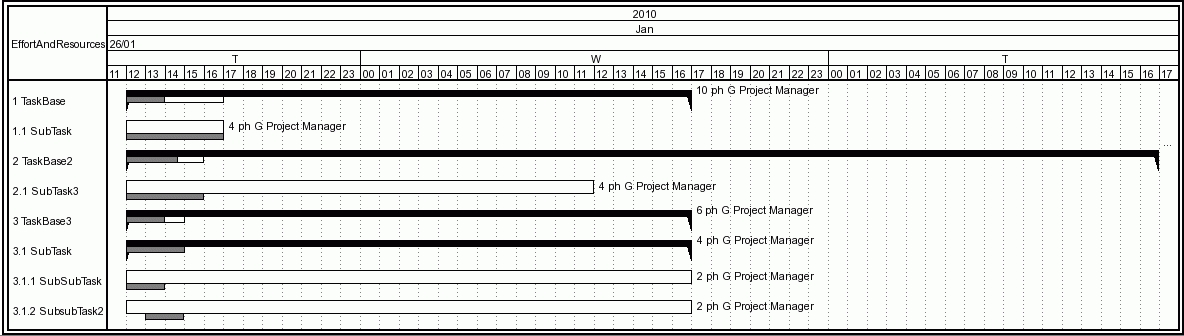 2010
Jan
EffortAndResources
26/01
T W T
11 12 13 14 15 16 17 18 19 20 21 22 23 00 01 02 03 04 05 06 07 08 09 10 11 12 13 14 15 16 17 18 19 20 21 22 23 00 01 02 03 04 05 06 07 08 09 10 11 12 13 14 15 16 17
1 TaskBase 10 ph G Project Manager
1.1 SubTask 4 ph G Project Manager
2 TaskBase2 ...
2.1 SubTask3 4 ph G Project Manager
3 TaskBase3 6 ph G Project Manager
3.1 SubTask 4 ph G Project Manager
3.1.1 SubSubTask 2 ph G Project Manager
3.1.2 SubsubTask2 2 ph G Project Manager